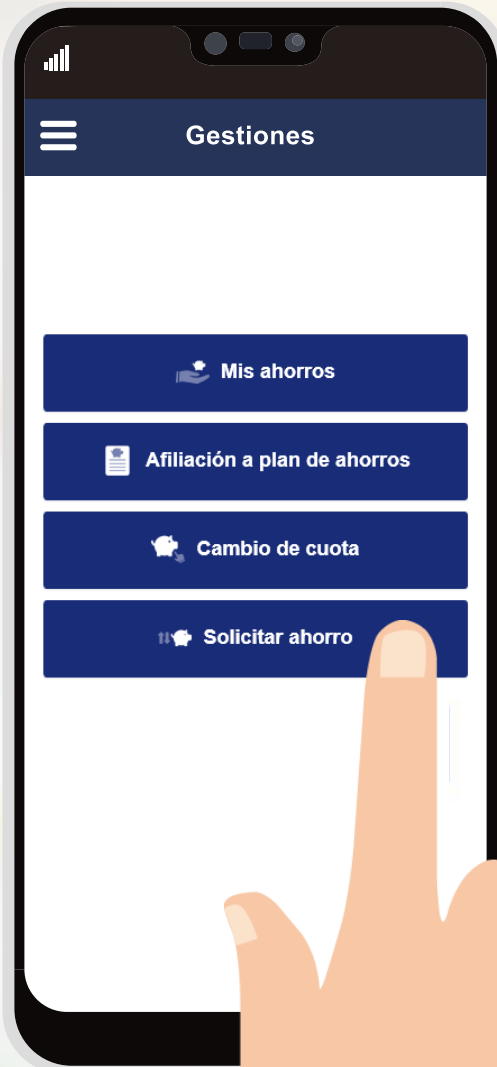 Gestiones
Mis ahorros
Afiliación a plan de ahorros
Cambio de cuota
Solicitar ahorro